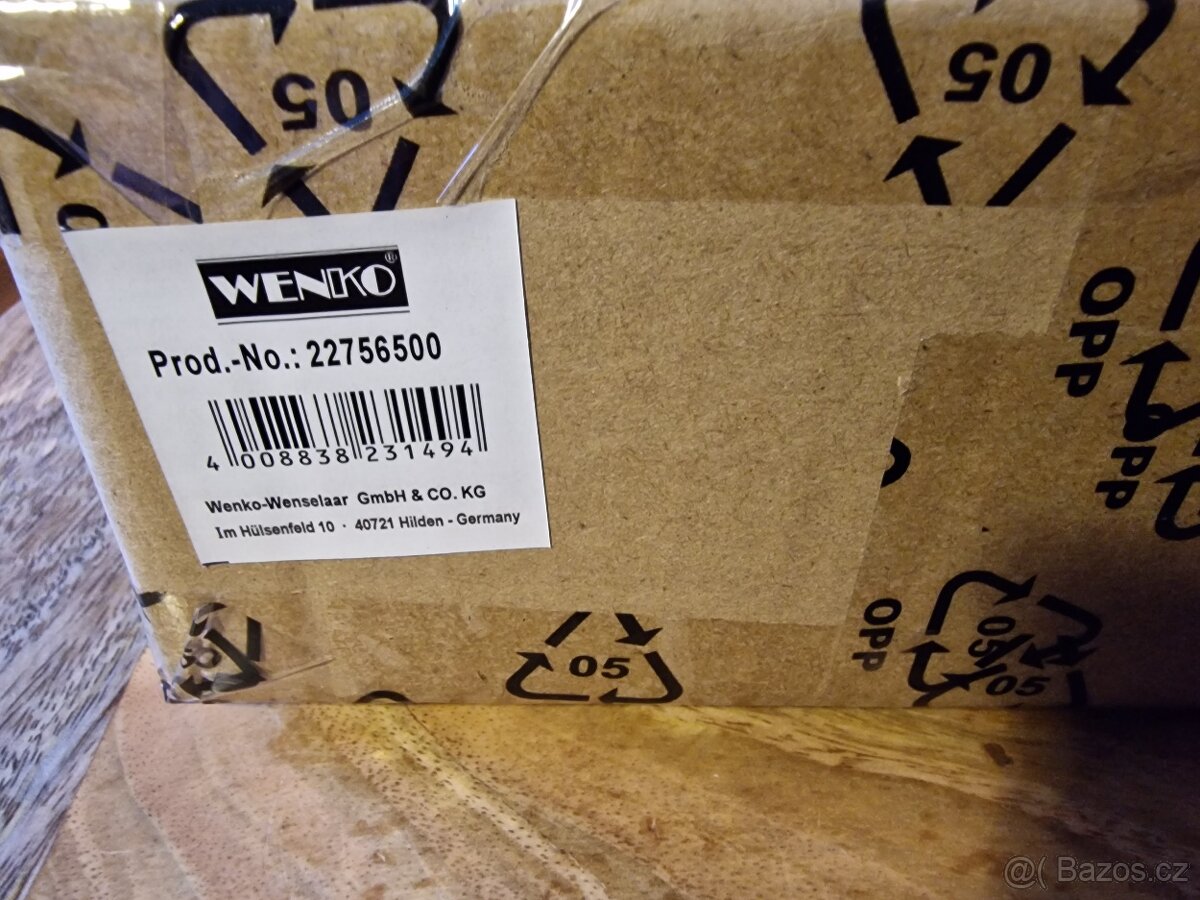 05
05
WENKO®
Prod.-No.: 22756500
4 008838 231494
Wenko-Wenselaar GmbH & CO. KG
Im Hülsenfeld 10 · 40721 Hilden - Germany
OPP
OPP
05
OPP
05
05
@( Bazos.cz